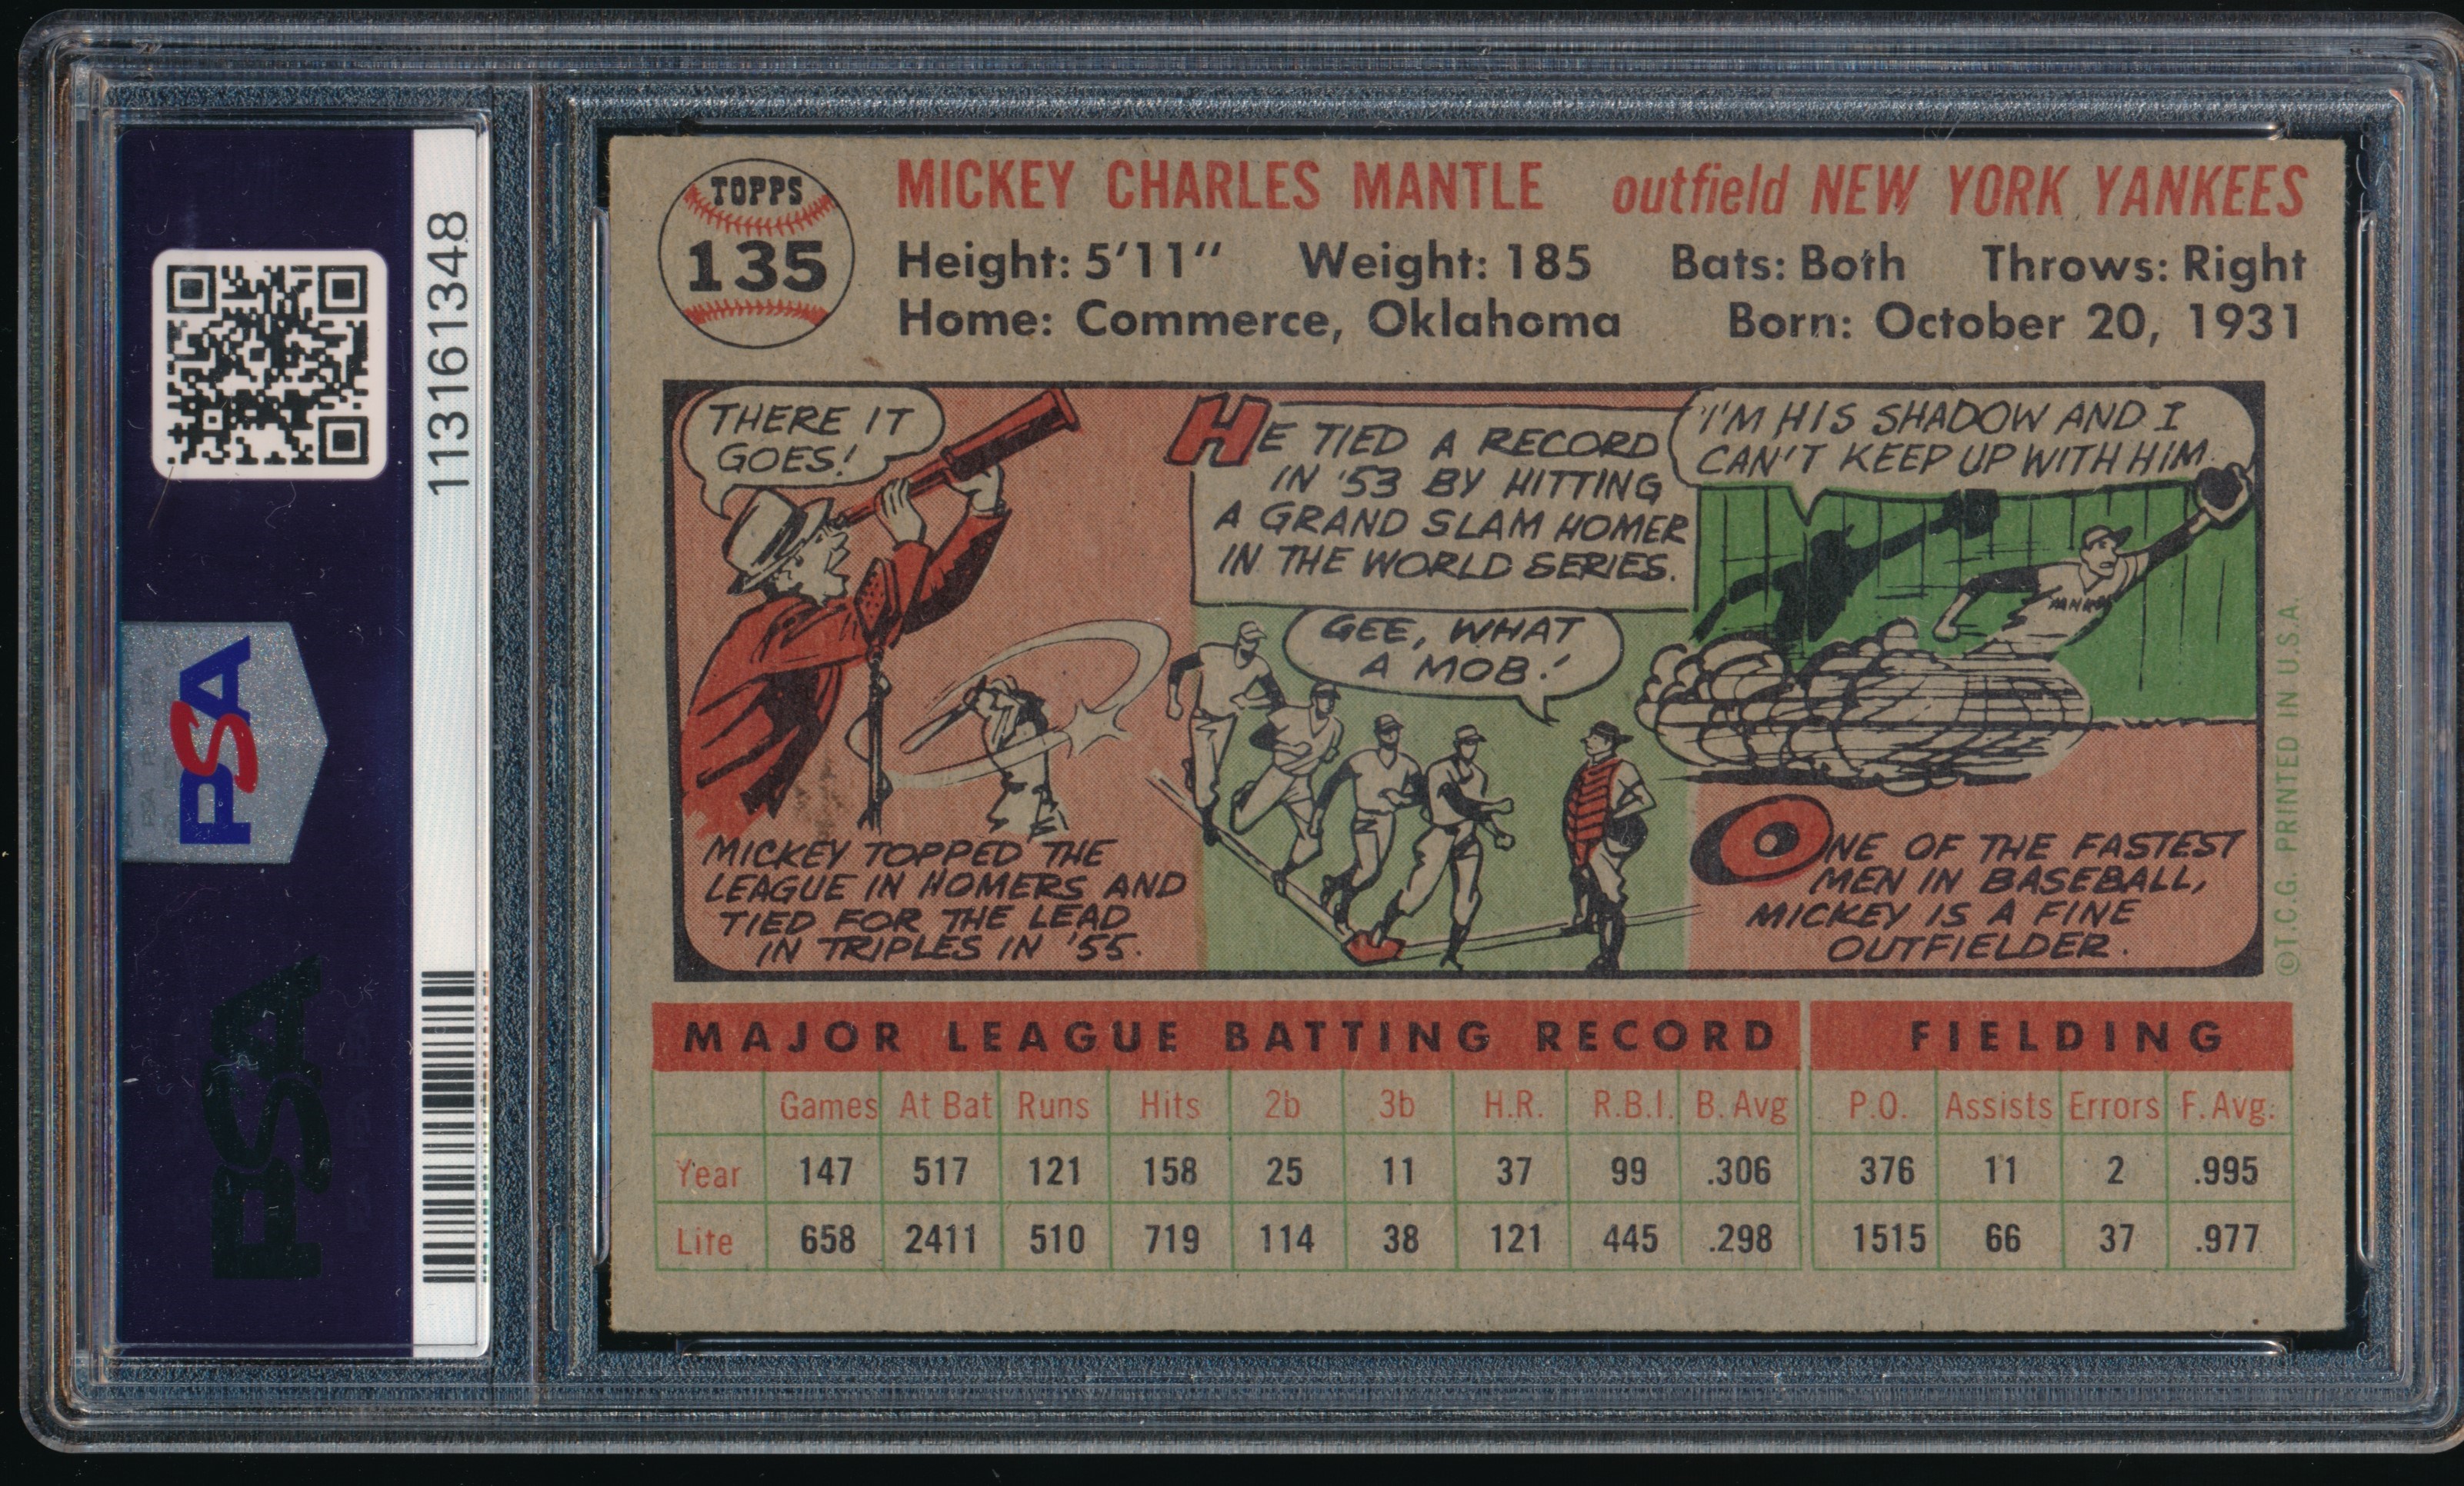 113161348
PSA
PSA
TOPPS
135
MICKEY CHARLES MANTLE outfield NEW YORK YANKEES
Height: 5'11" Weight: 185 Bats: Both Throws: Right
Home: Commerce, Oklahoma Born: October 20, 1931
THERE IT
GOES!
MICKEY TOPPED THE
LEAGUE IN HOMERS AND
TIED FOR THE LEAD
IN TRIPLES IN '55.
HE TIED A RECORD
IN '53 BY HITTING
A GRAND SLAM HOMER
IN THE WORLD SERIES.
GEE, WHAT
A MOB!
I'M HIS SHADOW AND I
CAN'T KEEP UP WITH HIM.
ONE OF THE FASTEST
MEN IN BASEBALL,
MICKEY IS A FINE
OUTFIELDER.
©T.C.G. PRINTED IN U.S.A.
MAJOR LEAGUE BATTING RECORD FIELDING
Games At Bat Runs Hits 2b 3b H.R. R.B.I. B. Avg P.O. Assists Errors F. Avg.
Year 147 517 121 158 25 11 37 99 .306 376 11 2 .995
Life 658 2411 510 719 114 38 121 445 .298 1515 66 37 .977